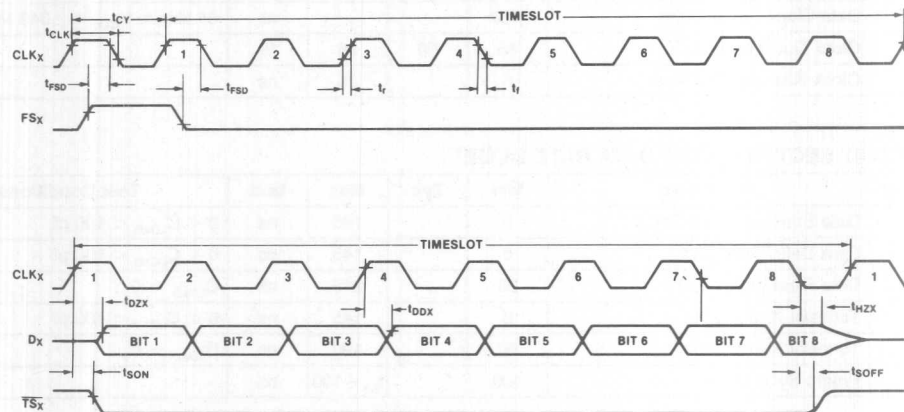 tCY
TIMESLOT
tCLK
CLKX 1 2 3 4 5 6 7 8
tFSD tFSD tr tf
FSX
TIMESLOT
CLKX 1 2 3 4 5 6 7 8 1
tDZX tDDX tHZX
DX BIT 1 BIT 2 BIT 3 BIT 4 BIT 5 BIT 6 BIT 7 BIT 8
tSON tSOFF
TSX